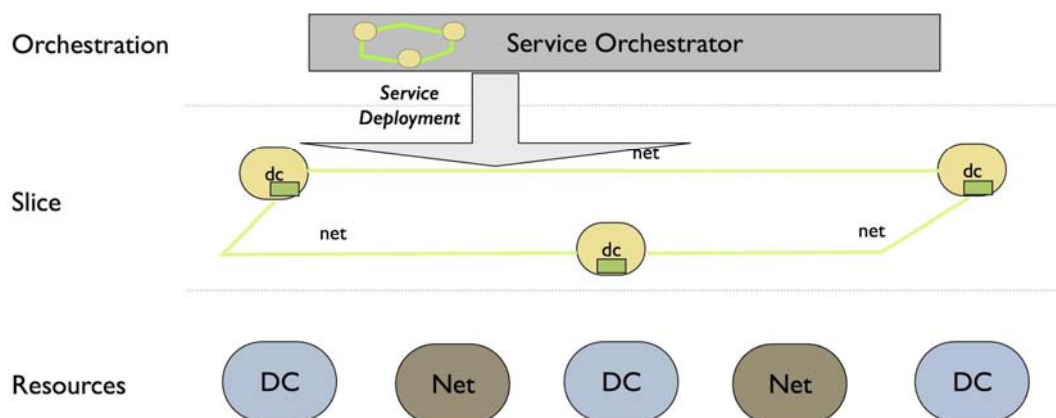 Orchestration
Service Orchestrator
Service
Deployment
net
dc
dc
Slice
net
net
dc
Resources
DC
Net
DC
Net
DC